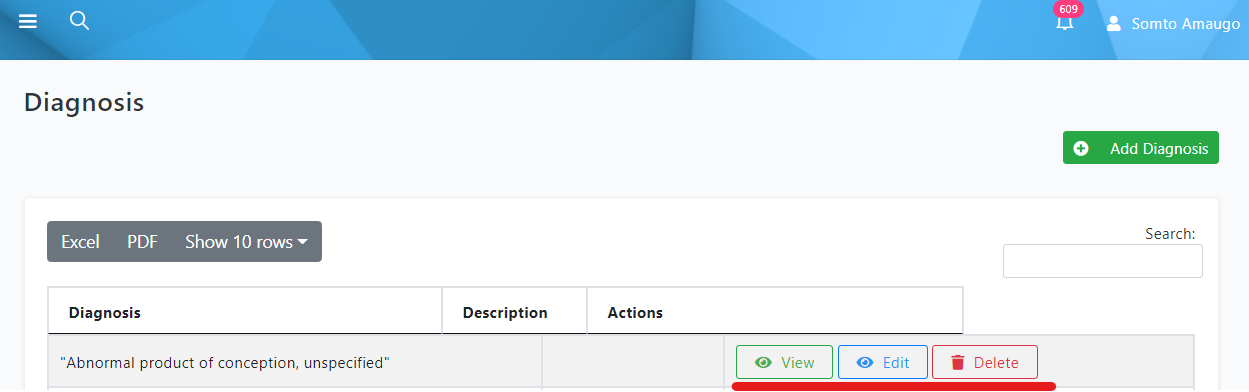 609
Somto Amaugo
Diagnosis
Add Diagnosis
Excel PDF Show 10 rows
Search:
Diagnosis Description Actions
"Abnormal product of conception, unspecified" View Edit Delete